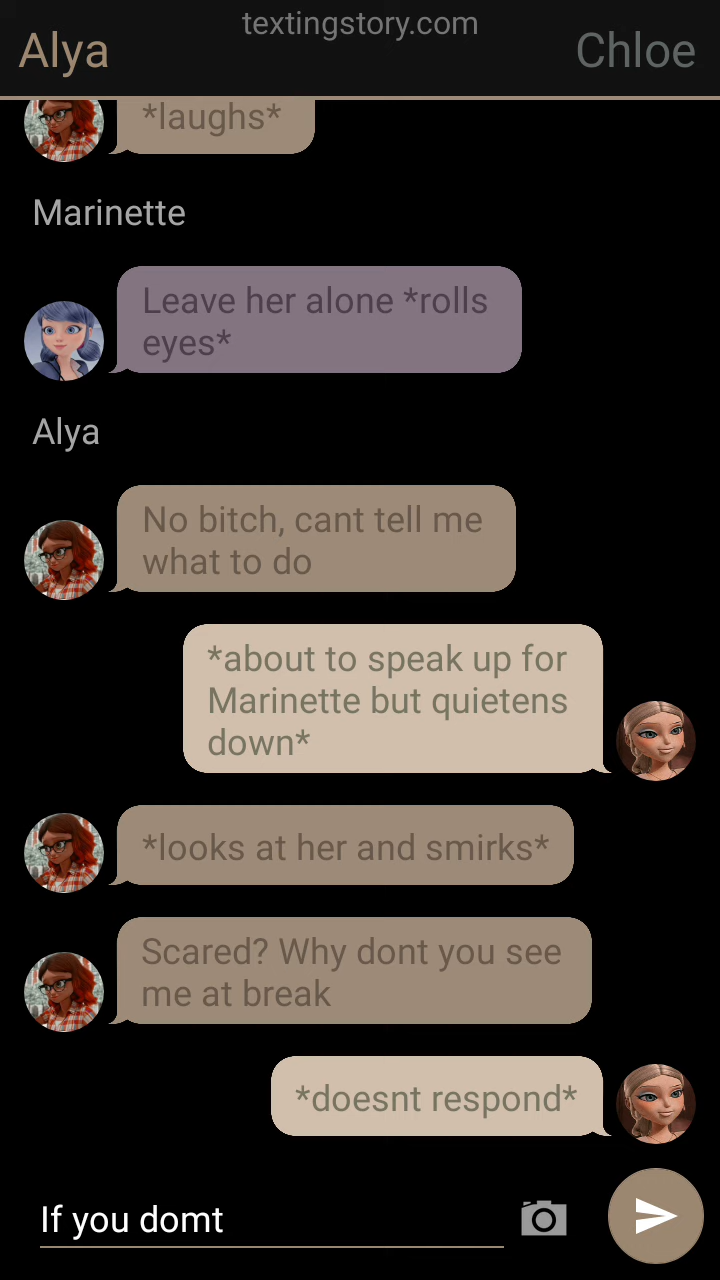 textingstory.com
Alya
Chloe
*laughs*
Marinette
Leave her alone *rolls
eyes*
Alya
No bitch, cant tell me
what to do
*about to speak up for
Marinette but quietens
down*
*looks at her and smirks*
Scared? Why dont you see
me at break
*doesnt respond*
If you domt